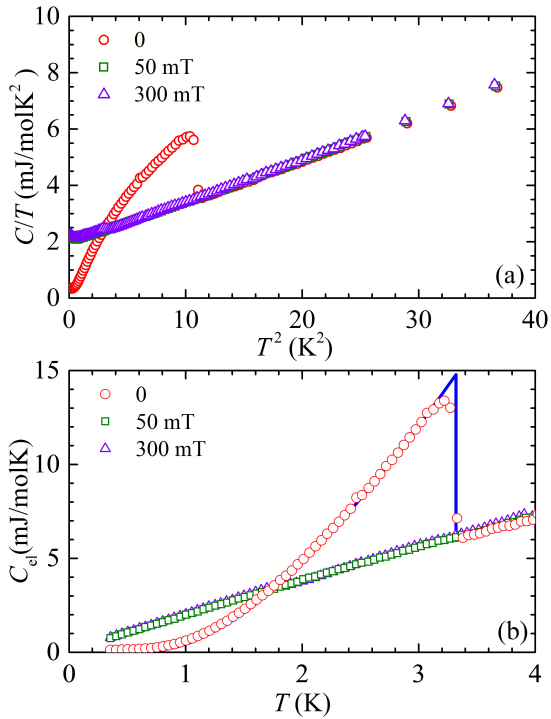 10
8
6
4
2
0
C/T (mJ/molK²)
0
50 mT
300 mT
(a)
0 10 20 30 40
T² (K²)
15
10
5
0
C_el(mJ/molK)
0
50 mT
300 mT
(b)
0 1 2 3 4
T (K)